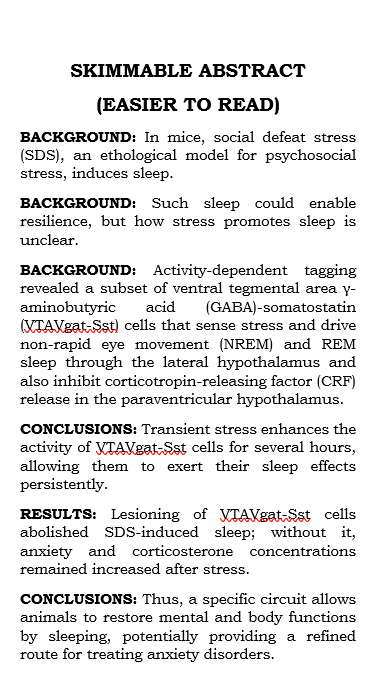 SKIMMABLE ABSTRACT
(EASIER TO READ)
BACKGROUND: In mice, social defeat stress
(SDS), an ethological model for psychosocial
stress, induces sleep.
BACKGROUND: Such sleep could enable
resilience, but how stress promotes sleep is
unclear.
BACKGROUND: Activity-dependent tagging
revealed a subset of ventral tegmental area γ-
aminobutyric acid (GABA)-somatostatin
(VTAVgat-Sst) cells that sense stress and drive
non-rapid eye movement (NREM) and REM
sleep through the lateral hypothalamus and
also inhibit corticotropin-releasing factor (CRF)
release in the paraventricular hypothalamus.
CONCLUSIONS: Transient stress enhances the
activity of VTAVgat-Sst cells for several hours,
allowing them to exert their sleep effects
persistently.
RESULTS: Lesioning of VTAVgat-Sst cells
abolished SDS-induced sleep; without it,
anxiety and corticosterone concentrations
remained increased after stress.
CONCLUSIONS: Thus, a specific circuit allows
animals to restore mental and body functions
by sleeping, potentially providing a refined
route for treating anxiety disorders.